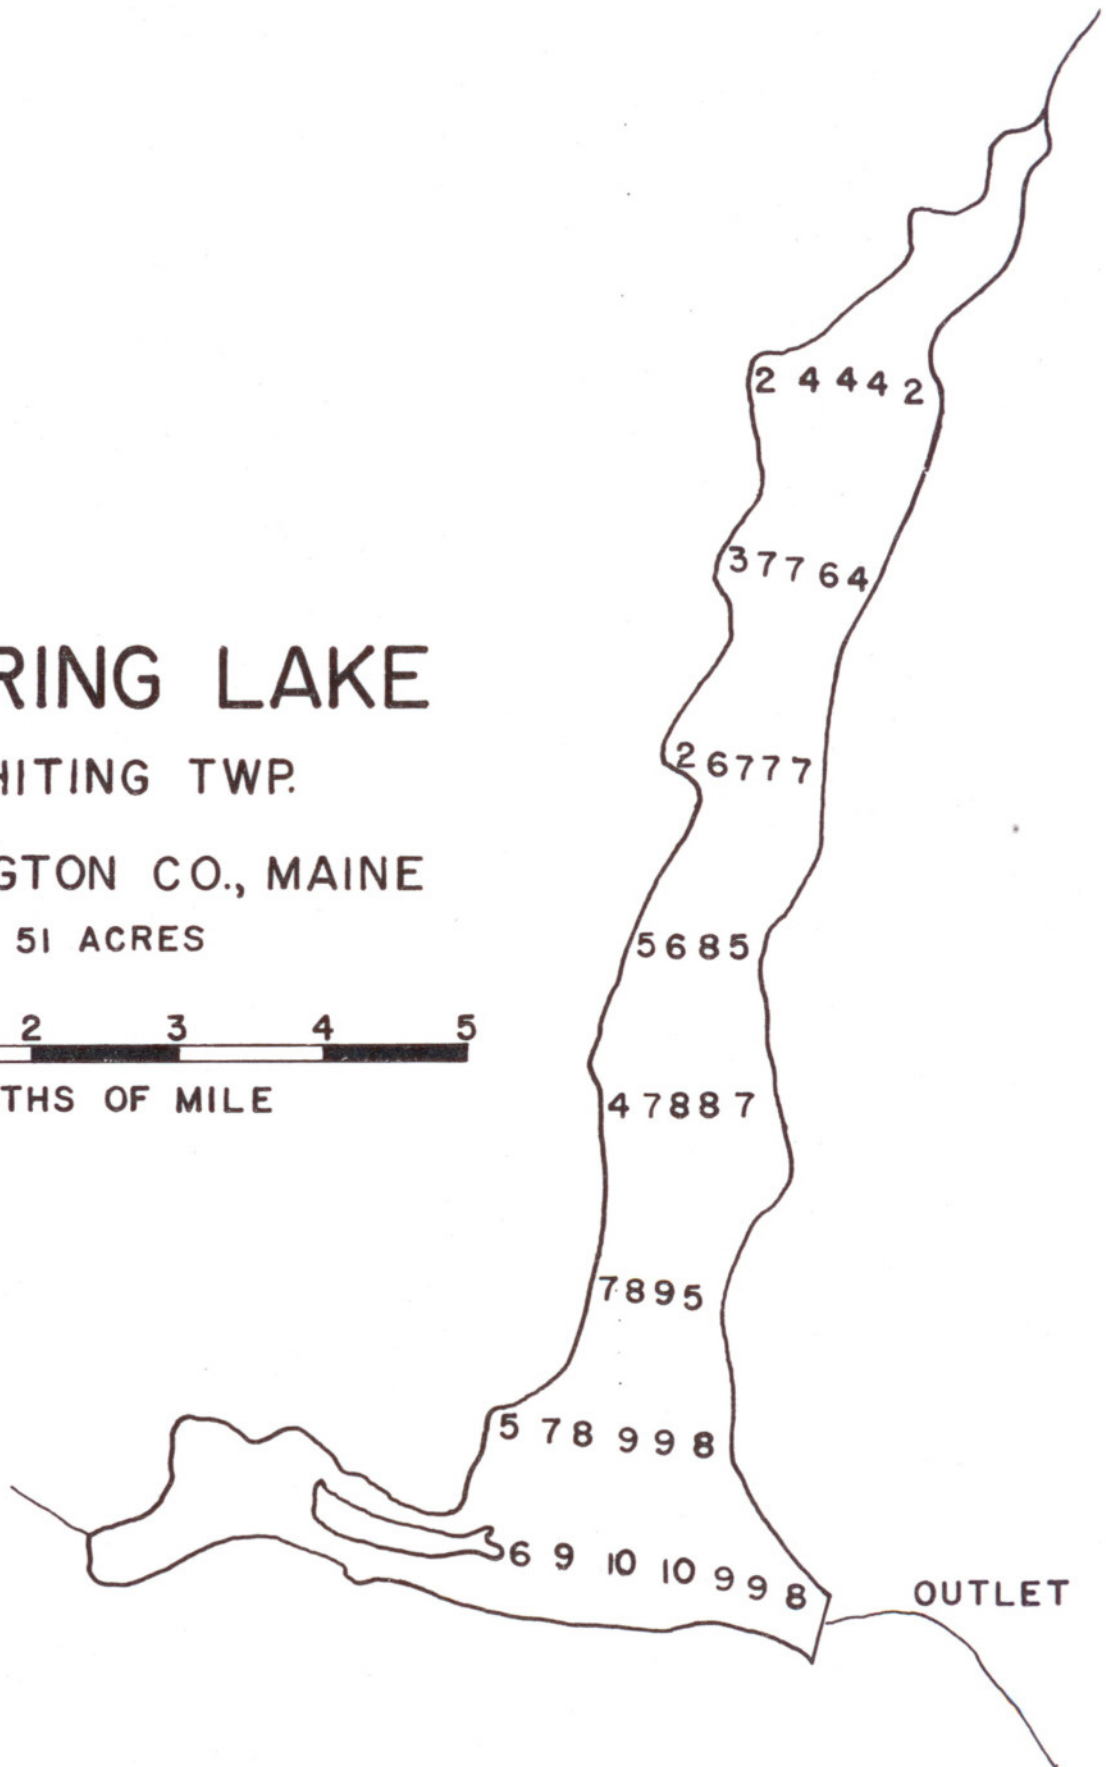 2 4 4 4 2
3 7 7 6 4
RING LAKE
HITING TWP.
2 6 7 7 7
GTON CO., MAINE
51 ACRES
5 6 8 5
2 3 4 5
THS OF MILE
4 7 8 8 7
7 8 9 5
5 7 8 9 9 8
6 9 10 10 9 9 8
OUTLET